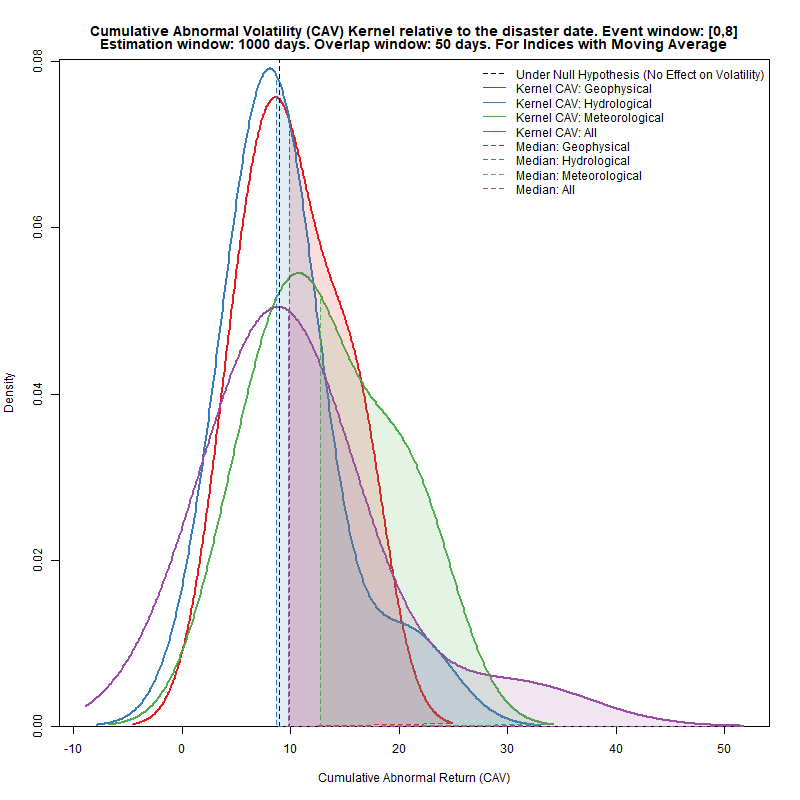 Cumulative Abnormal Volatility (CAV) Kernel relative to the disaster date. Event window: [0,8]
Estimation window: 1000 days. Overlap window: 50 days. For Indices with Moving Average
Under Null Hypothesis (No Effect on Volatility)
Kernel CAV: Geophysical
Kernel CAV: Hydrological
Kernel CAV: Meteorological
Kernel CAV: All
Median: Geophysical
Median: Hydrological
Median: Meteorological
Median: All
Density
0.08
0.06
0.04
0.02
0.00
-10 0 10 20 30 40 50
Cumulative Abnormal Return (CAV)